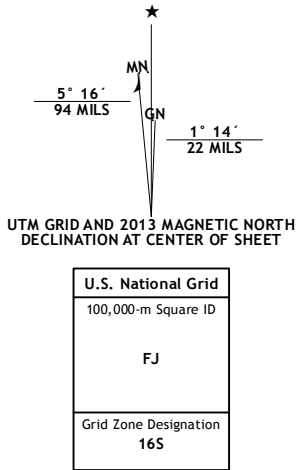 MN
GN
5° 16´
94 MILS
1° 14´
22 MILS
UTM GRID AND 2013 MAGNETIC NORTH
DECLINATION AT CENTER OF SHEET
U.S. National Grid
100,000-m Square ID
FJ
Grid Zone Designation
16S